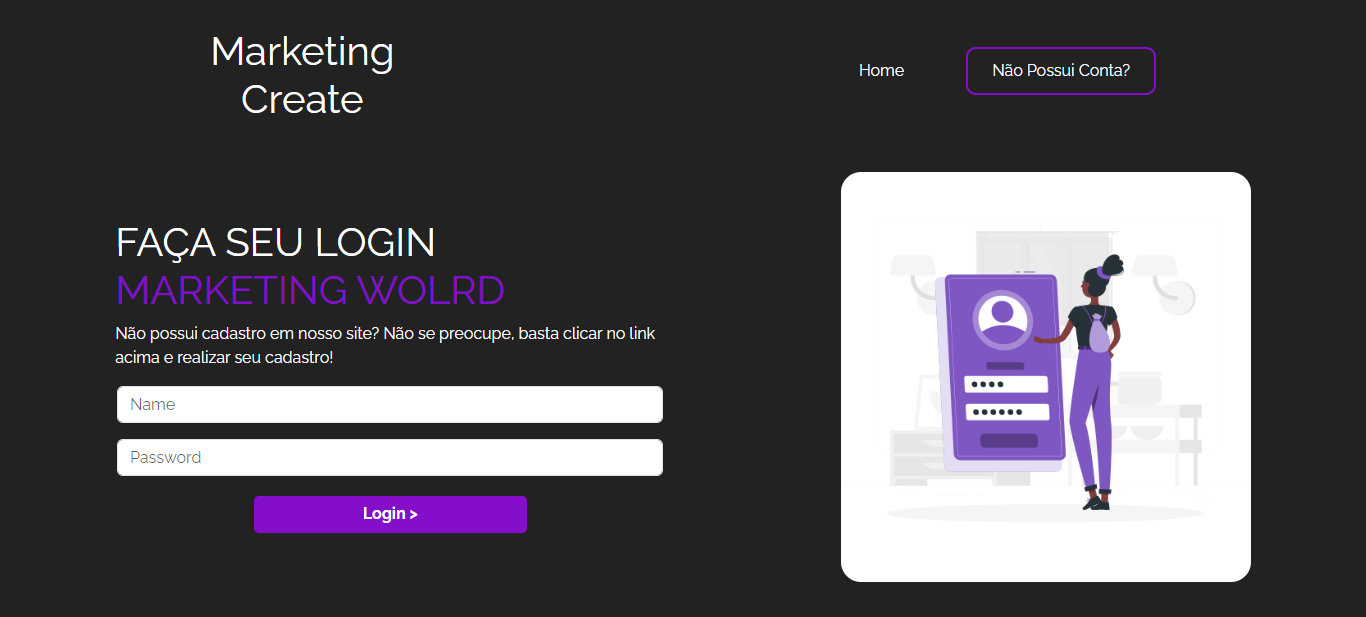 Marketing
Create
Home
Não Possui Conta?
FAÇA SEU LOGIN
MARKETING WOLRD
Não possui cadastro em nosso site? Não se preocupe, basta clicar no link
acima e realizar seu cadastro!
Name
Password
Login >